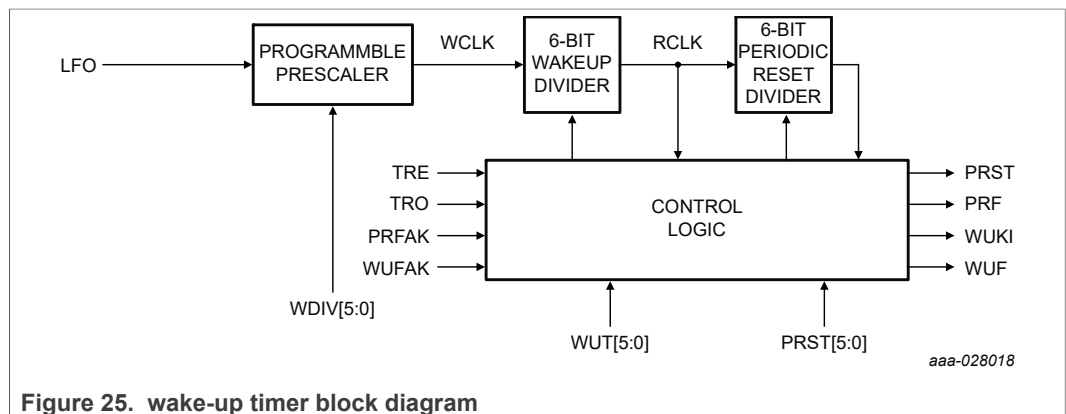 LFO
PROGRAMMBLE
PRESCALER
WCLK
6-BIT
WAKEUP
DIVIDER
RCLK
6-BIT
PERIODIC
RESET
DIVIDER
TRE
TRO
PRFAK
WUFAK
CONTROL
LOGIC
PRST
PRF
WUKI
WUF
WDIV[5:0]
WUT[5:0]
PRST[5:0]
aaa-028018
Figure 25. wake-up timer block diagram